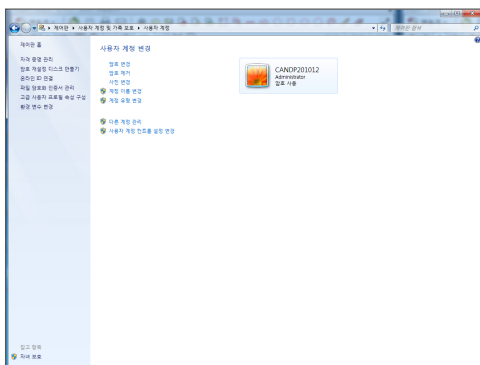 제어판 ▸ 사용자 계정 및 가족 보호 ▸ 사용자 계정
제어판 검색
제어판 홈
자격 증명 관리
암호 재설정 디스크 만들기
온라인 ID 연결
파일 암호화 인증서 관리
고급 사용자 프로필 속성 구성
환경 변수 변경
사용자 계정 변경
암호 변경
암호 제거
사진 변경
계정 이름 변경
계정 유형 변경
다른 계정 관리
사용자 계정 컨트롤 설정 변경
CANDP201012
Administrator
암호 사용
참고 항목
자녀 보호